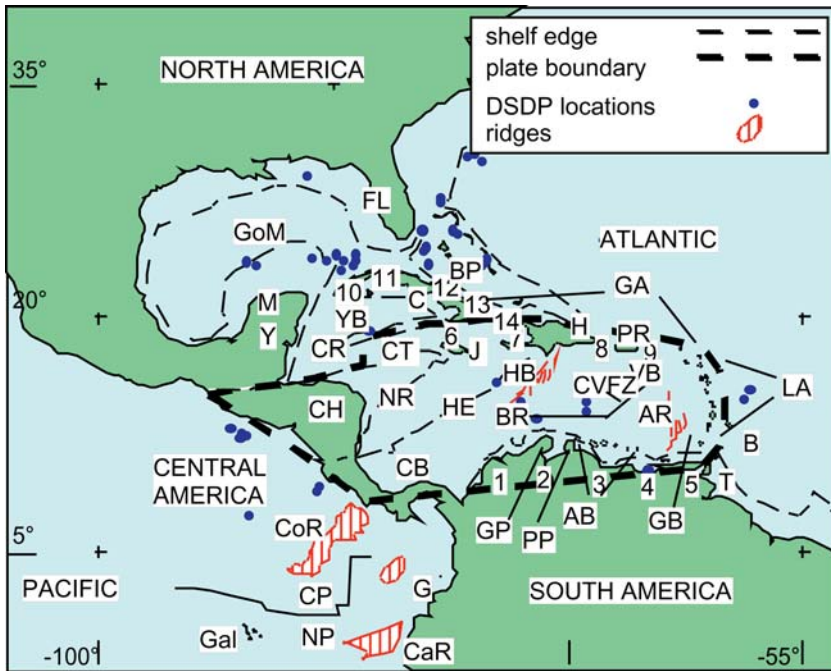 shelf edge
plate boundary
DSDP locations
ridges
35°
NORTH AMERICA
FL
GoM
ATLANTIC
BP
11
10
12
C
13
GA
M
20°
YB
Y
14
H
6
7
PR
8
9
CR
CT
J
VB
HB
CVFZ
NR
CH
HE
BR
AR
LA
B
CENTRAL
AMERICA
CB
1
2
3
4
5
T
GP
PP
AB
GB
CoR
5°
PACIFIC
CP
G
SOUTH AMERICA
Gal
NP
CaR
-100°
-55°